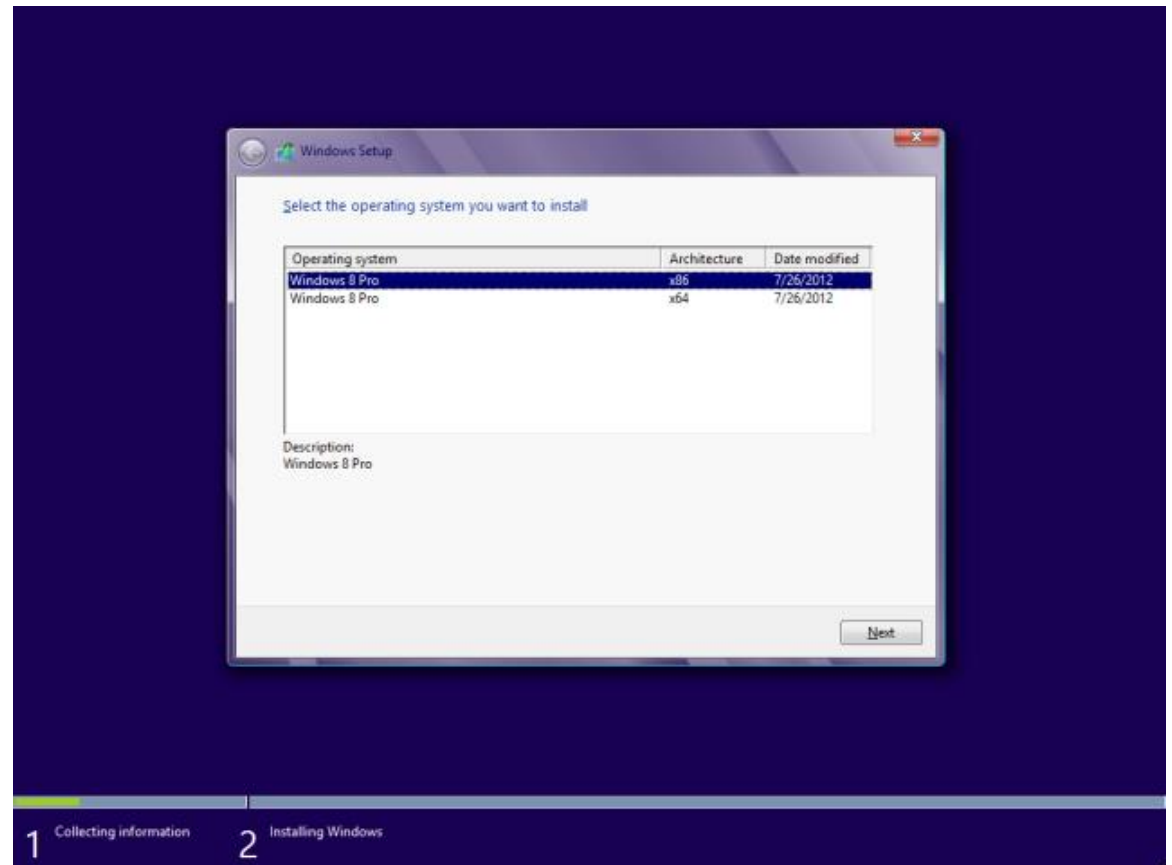 Windows Setup
Select the operating system you want to install
Operating system Architecture Date modified
Windows 8 Pro x86 7/26/2012
Windows 8 Pro x64 7/26/2012
Description:
Windows 8 Pro
Next
1 Collecting information 2 Installing Windows